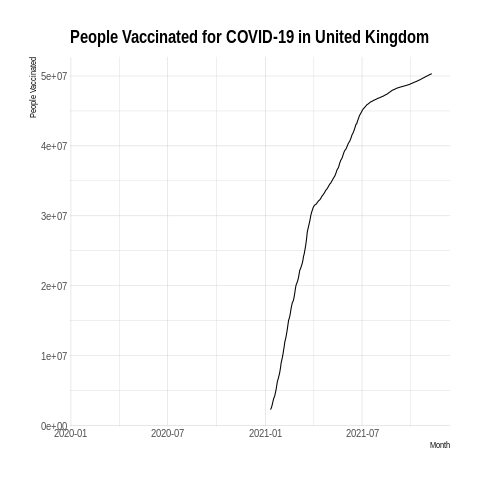 People Vaccinated for COVID-19 in United Kingdom
People Vaccinated
5e+07
4e+07
3e+07
2e+07
1e+07
0e+00
2020-01 2020-07 2021-01 2021-07
Month